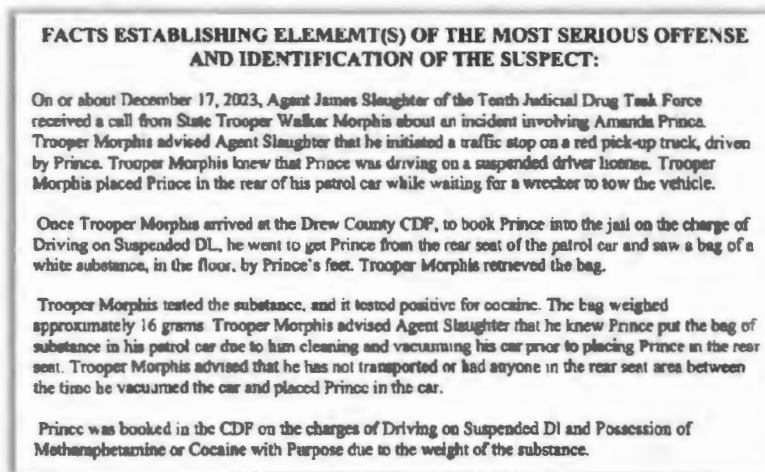 FACTS ESTABLISHING ELEMEMT(S) OF THE MOST SERIOUS OFFENSE
AND IDENTIFICATION OF THE SUSPECT:
On or about December 17, 2023, Agent James Slaughter of the Tenth Judicial Drug Task Force
received a call from State Trooper Walker Morphis about an incident involving Amanda Prince.
Trooper Morphis advised Agent Slaughter that he initiated a traffic stop on a red pick-up truck, driven
by Prince. Trooper Morphis knew that Prince was driving on a suspended driver license. Trooper
Morphis placed Prince in the rear of his patrol car while waiting for a wrecker to tow the vehicle.
Once Trooper Morphis arrived at the Drew County CDF, to book Prince into the jail on the charge of
Driving on Suspended DL, he went to get Prince from the rear seat of the patrol car and saw a bag of a
white substance, in the floor, by Prince's feet. Trooper Morphis retrieved the bag.
Trooper Morphis tested the substance, and it tested positive for cocaine. The bag weighed
approximately 16 grams. Trooper Morphis advised Agent Slaughter that he knew Prince put the bag of
substance in his patrol car due to him cleaning and vacuuming his car prior to placing Prince in the rear
seat. Trooper Morphis advised that he has not transported or had anyone in the rear seat area between
the time he vacuumed the car and placed Prince in the car.
Prince was booked in the CDF on the charges of Driving on Suspended Dl and Possession of
Methamphetamine or Cocaine with Purpose due to the weight of the substance.